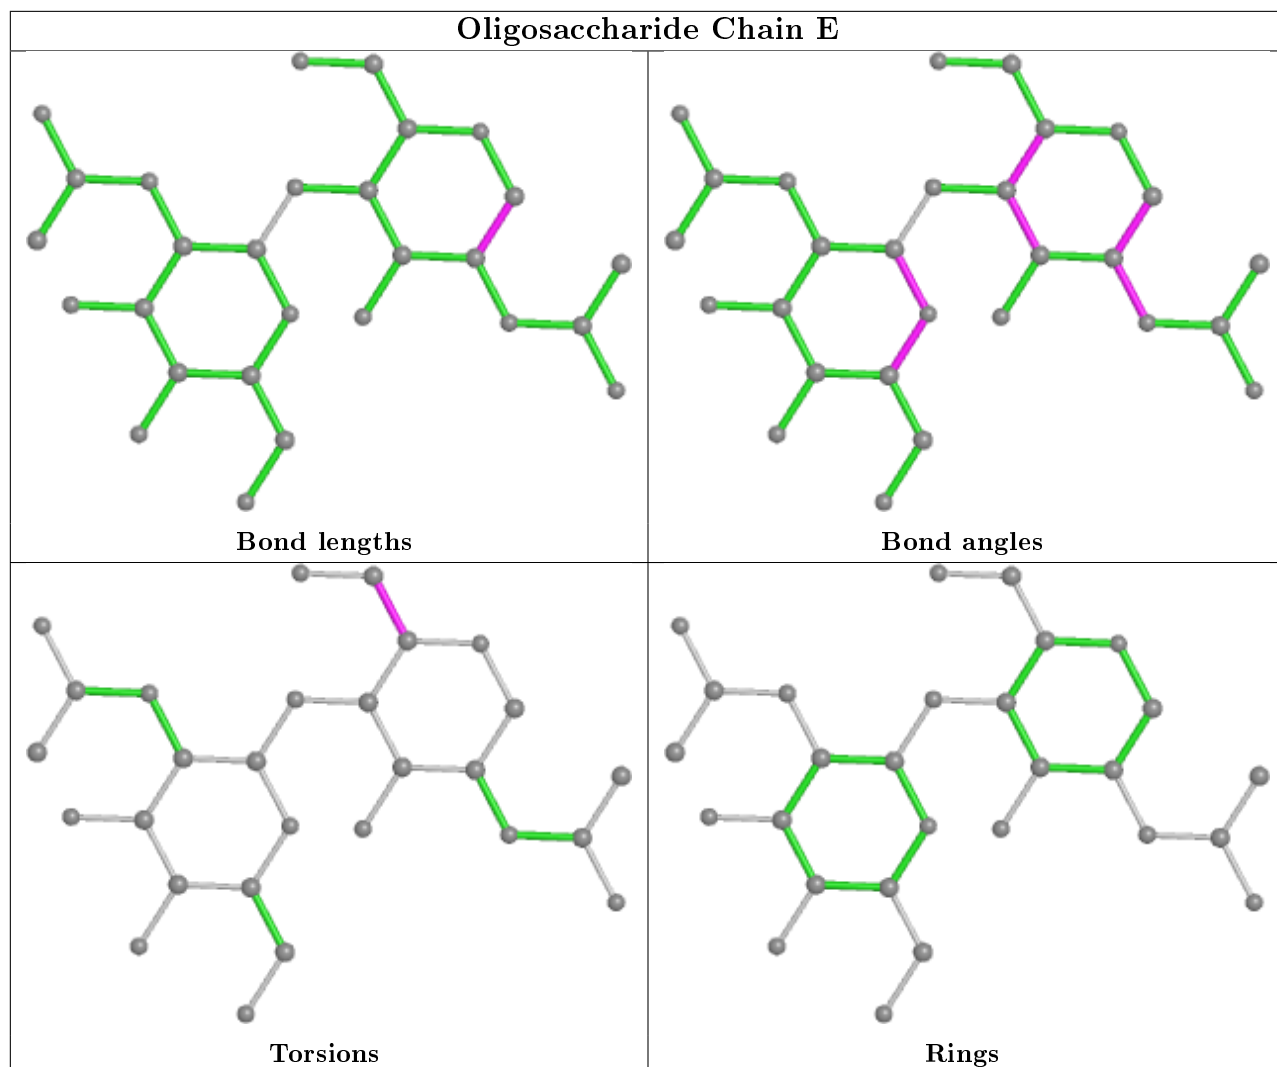 Oligosaccharide Chain E
Bond lengths
Bond angles
Torsions
Rings